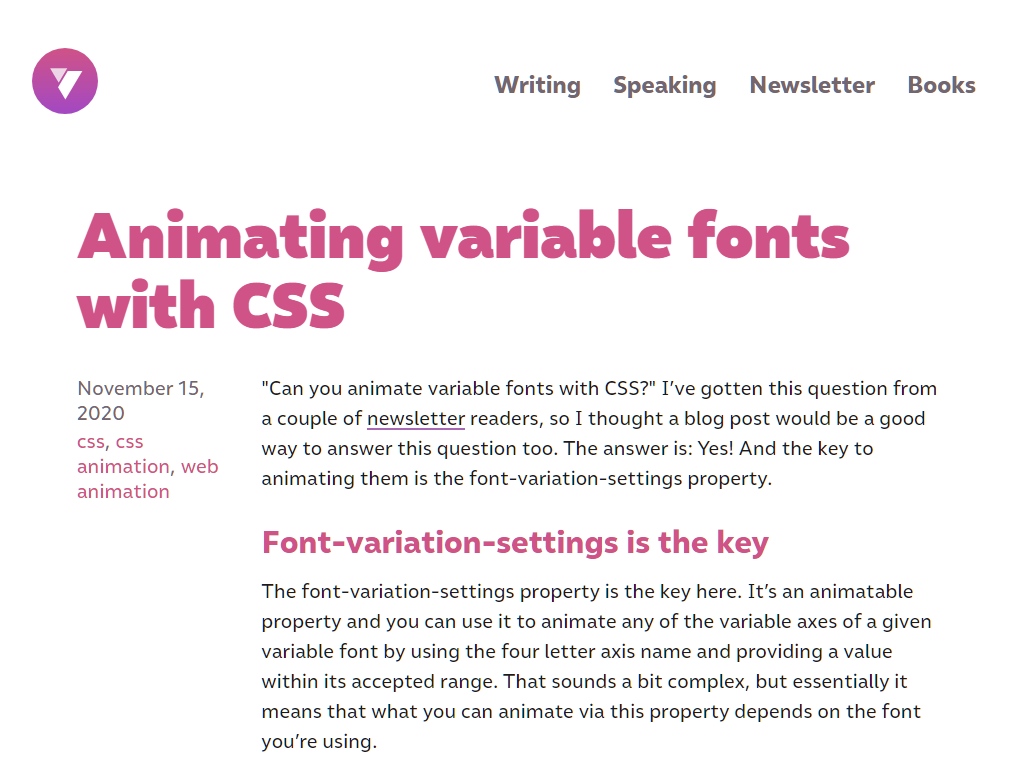 Writing Speaking Newsletter Books
Animating variable fonts
with CSS
November 15,
2020
css, css
animation, web
animation
"Can you animate variable fonts with CSS?" I’ve gotten this question from
a couple of newsletter readers, so I thought a blog post would be a good
way to answer this question too. The answer is: Yes! And the key to
animating them is the font-variation-settings property.
Font-variation-settings is the key
The font-variation-settings property is the key here. It’s an animatable
property and you can use it to animate any of the variable axes of a given
variable font by using the four letter axis name and providing a value
within its accepted range. That sounds a bit complex, but essentially it
means that what you can animate via this property depends on the font
you’re using.